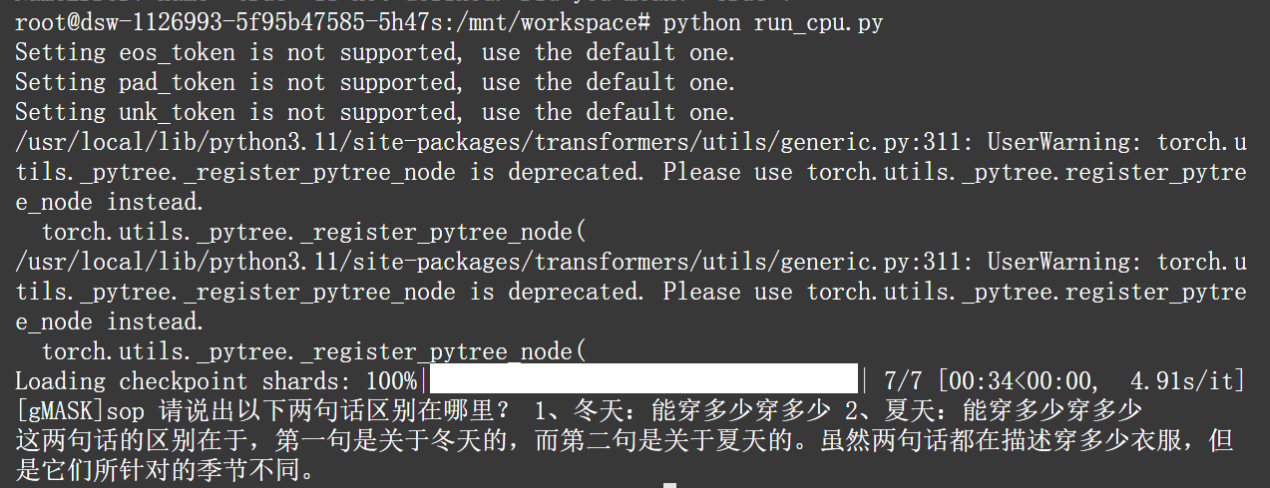 root@dsw-1126993-5f95b47585-5h47s:/mnt/workspace# python run_cpu.py
Setting eos_token is not supported, use the default one.
Setting pad_token is not supported, use the default one.
Setting unk_token is not supported, use the default one.
/usr/local/lib/python3.11/site-packages/transformers/utils/generic.py:311: UserWarning: torch.u
tils._pytree._register_pytree_node is deprecated. Please use torch.utils._pytree.register_pytre
e_node instead.
  torch.utils._pytree._register_pytree_node(
/usr/local/lib/python3.11/site-packages/transformers/utils/generic.py:311: UserWarning: torch.u
tils._pytree._register_pytree_node is deprecated. Please use torch.utils._pytree.register_pytre
e_node instead.
  torch.utils._pytree._register_pytree_node(
Loading checkpoint shards: 100%| | 7/7 [00:34<00:00,  4.91s/it]
[gMASK]sop 请说出以下两句话区别在哪里？ 1、冬天：能穿多少穿多少 2、夏天：能穿多少穿多少
这两句话的区别在于，第一句是关于冬天的，而第二句是关于夏天的。虽然两句话都在描述穿多少衣服，但
是它们所针对的季节不同。